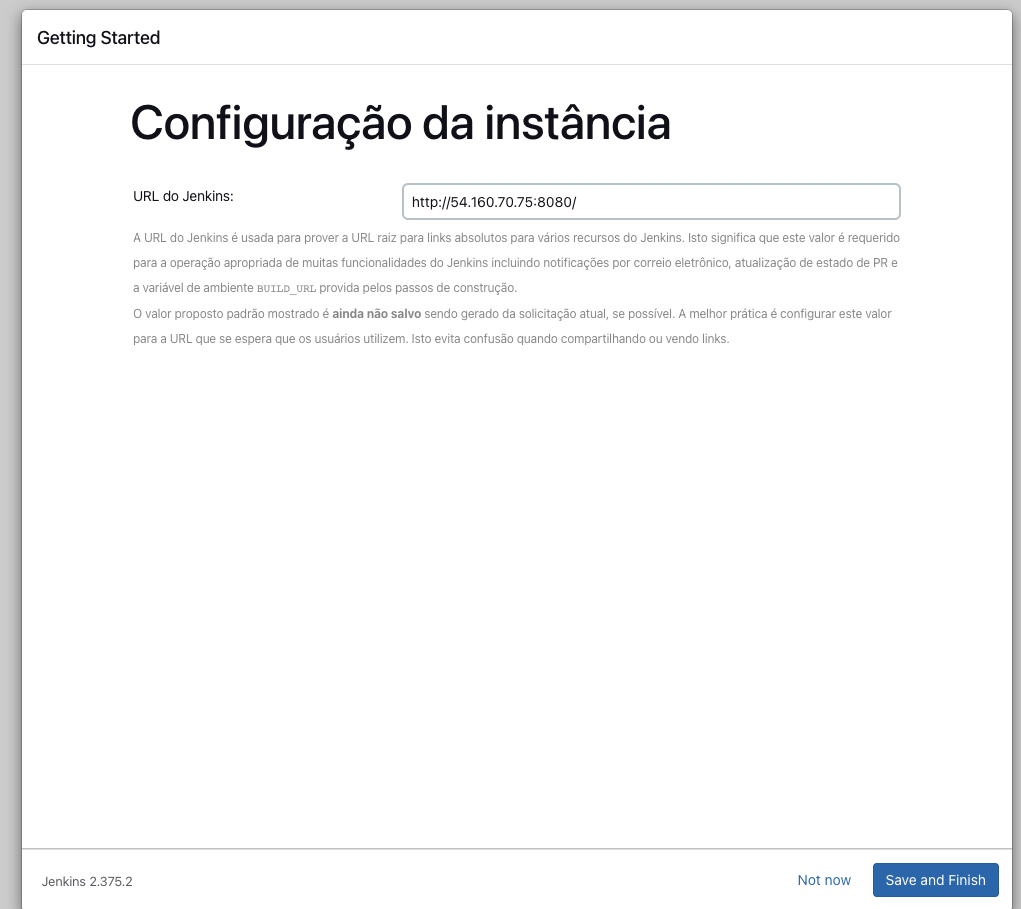 Getting Started
Configuração da instância
URL do Jenkins:
http://54.160.70.75:8080/
A URL do Jenkins é usada para prover a URL raiz para links absolutos para vários recursos do Jenkins. Isto significa que este valor é requerido
para a operação apropriada de muitas funcionalidades do Jenkins incluindo notificações por correio eletrônico, atualização de estado de PR e
a variável de ambiente BUILD_URL provida pelos passos de construção.
O valor proposto padrão mostrado é ainda não salvo sendo gerado da solicitação atual, se possível. A melhor prática é configurar este valor
para a URL que se espera que os usuários utilizem. Isto evita confusão quando compartilhando ou vendo links.
Jenkins 2.375.2
Not now
Save and Finish